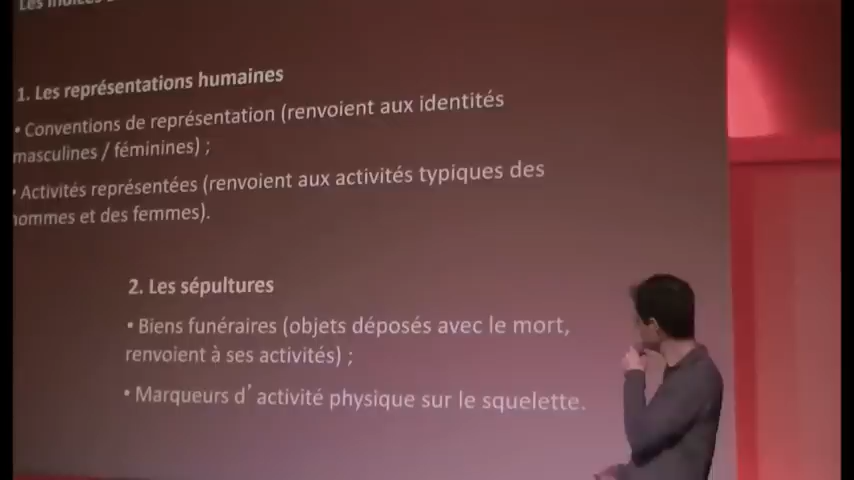 Les indices
1. Les représentations humaines
• Conventions de représentation (renvoient aux identités
masculines / féminines) ;
• Activités représentées (renvoient aux activités typiques des
hommes et des femmes).
2. Les sépultures
• Biens funéraires (objets déposés avec le mort,
renvoient à ses activités) ;
• Marqueurs d’activité physique sur le squelette.